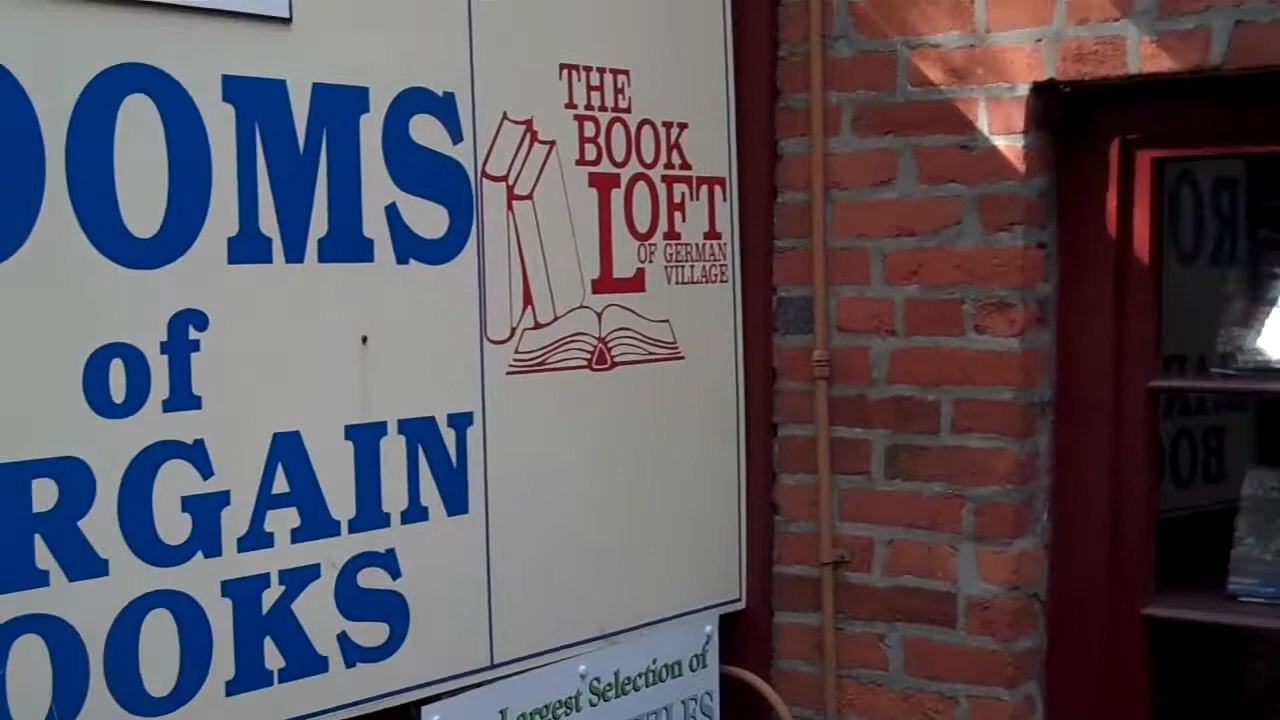 OOMS
of
RGAIN
OOKS
THE
BOOK
LOFT
OF GERMAN
VILLAGE
Largest Selection of